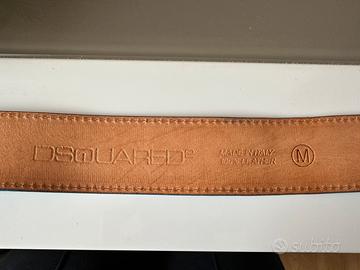 DSQUARED2
MADE IN ITALY
100% LEATHER
M
subito